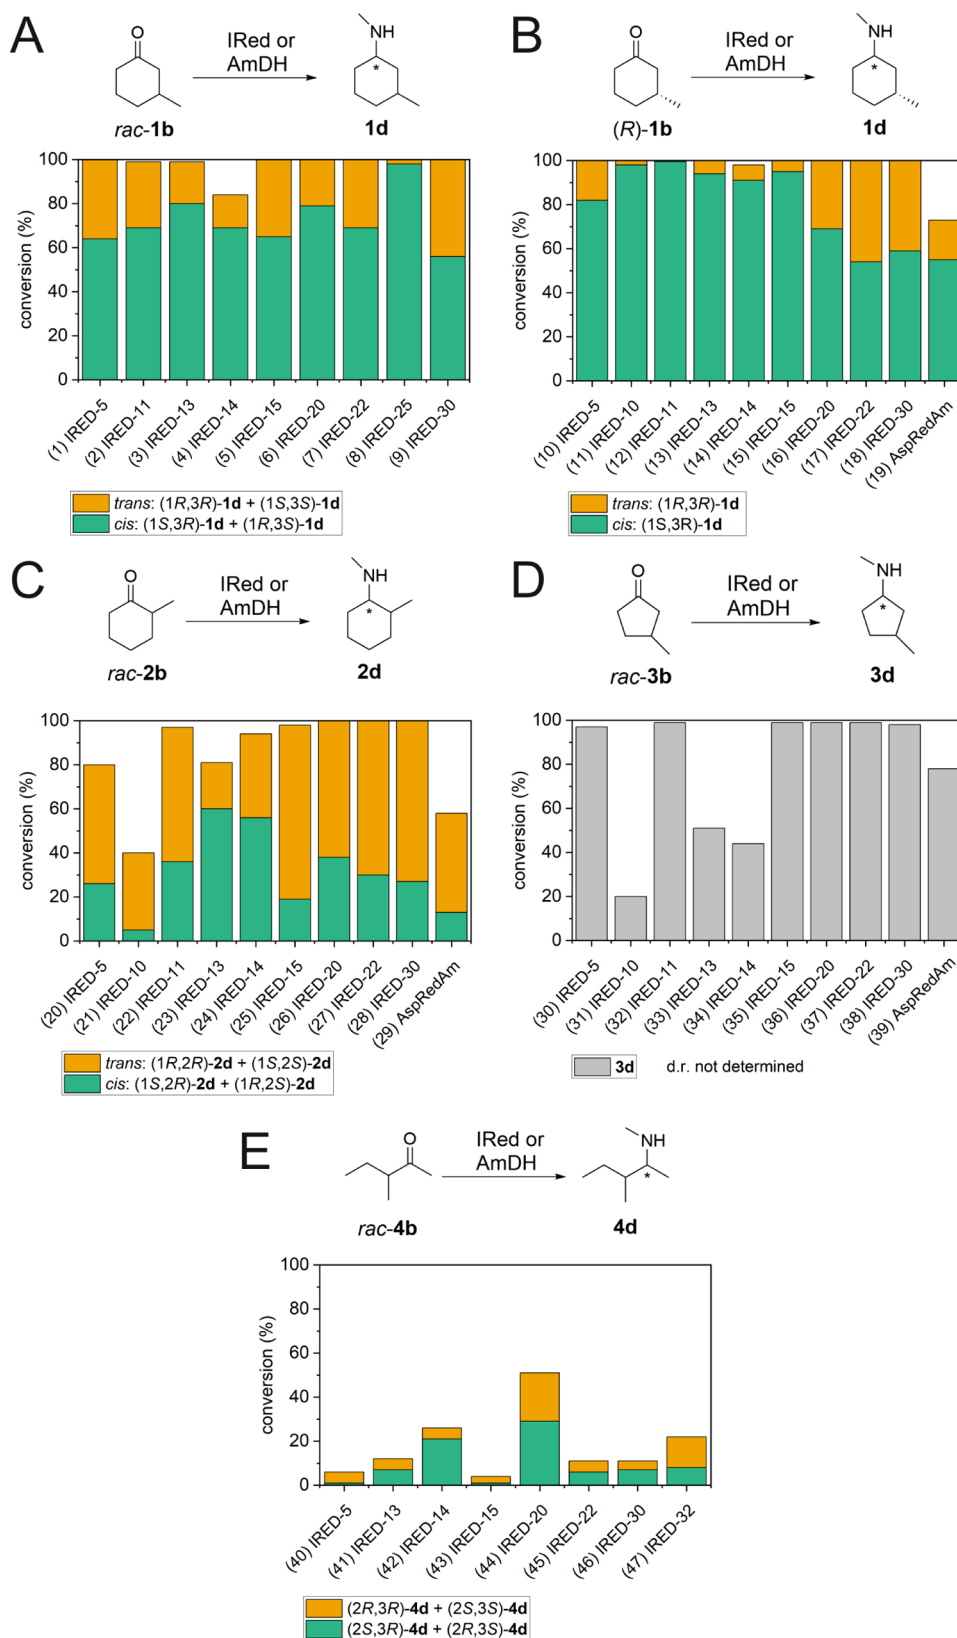 A
O
rac-1b
IRed or
AmDH
NH
*
1d
conversion (%)
100
80
60
40
20
0
(1) IRED-5
(2) IRED-11
(3) IRED-13
(4) IRED-14
(5) IRED-15
(6) IRED-20
(7) IRED-22
(8) IRED-25
(9) IRED-30
trans: (1R,3R)-1d + (1S,3S)-1d
cis: (1S,3R)-1d + (1R,3S)-1d
B
O
(R)-1b
IRed or
AmDH
NH
*
1d
conversion (%)
100
80
60
40
20
0
(10) IRED-5
(11) IRED-10
(12) IRED-11
(13) IRED-13
(14) IRED-14
(15) IRED-15
(16) IRED-20
(17) IRED-22
(18) IRED-30
(19) AspRedAm
trans: (1R,3R)-1d
cis: (1S,3R)-1d
C
O
rac-2b
IRed or
AmDH
NH
*
2d
conversion (%)
100
80
60
40
20
0
(20) IRED-5
(21) IRED-10
(22) IRED-11
(23) IRED-13
(24) IRED-14
(25) IRED-15
(26) IRED-20
(27) IRED-22
(28) IRED-30
(29) AspRedAm
trans: (1R,2R)-2d + (1S,2S)-2d
cis: (1S,2R)-2d + (1R,2S)-2d
D
O
rac-3b
IRed or
AmDH
NH
*
3d
conversion (%)
100
80
60
40
20
0
(30) IRED-5
(31) IRED-10
(32) IRED-11
(33) IRED-13
(34) IRED-14
(35) IRED-15
(36) IRED-20
(37) IRED-22
(38) IRED-30
(39) AspRedAm
3d d.r. not determined
E
O
rac-4b
IRed or
AmDH
NH
*
4d
conversion (%)
100
80
60
40
20
0
(40) IRED-5
(41) IRED-13
(42) IRED-14
(43) IRED-15
(44) IRED-20
(45) IRED-22
(46) IRED-30
(47) IRED-32
(2R,3R)-4d + (2S,3S)-4d
(2S,3R)-4d + (2R,3S)-4d